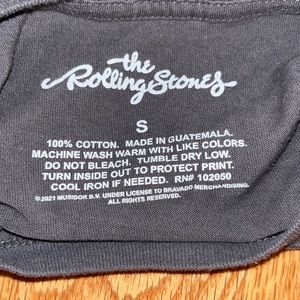 the
Rolling Stones
S
100% COTTON. MADE IN GUATEMALA.
MACHINE WASH WARM WITH LIKE COLORS.
DO NOT BLEACH. TUMBLE DRY LOW.
TURN INSIDE OUT TO PROTECT PRINT.
COOL IRON IF NEEDED. RN# 102050
©2021 MUSIDOR B.V. UNDER LICENSE TO BRAVADO MERCHANDISING.
ALL RIGHTS RESERVED.